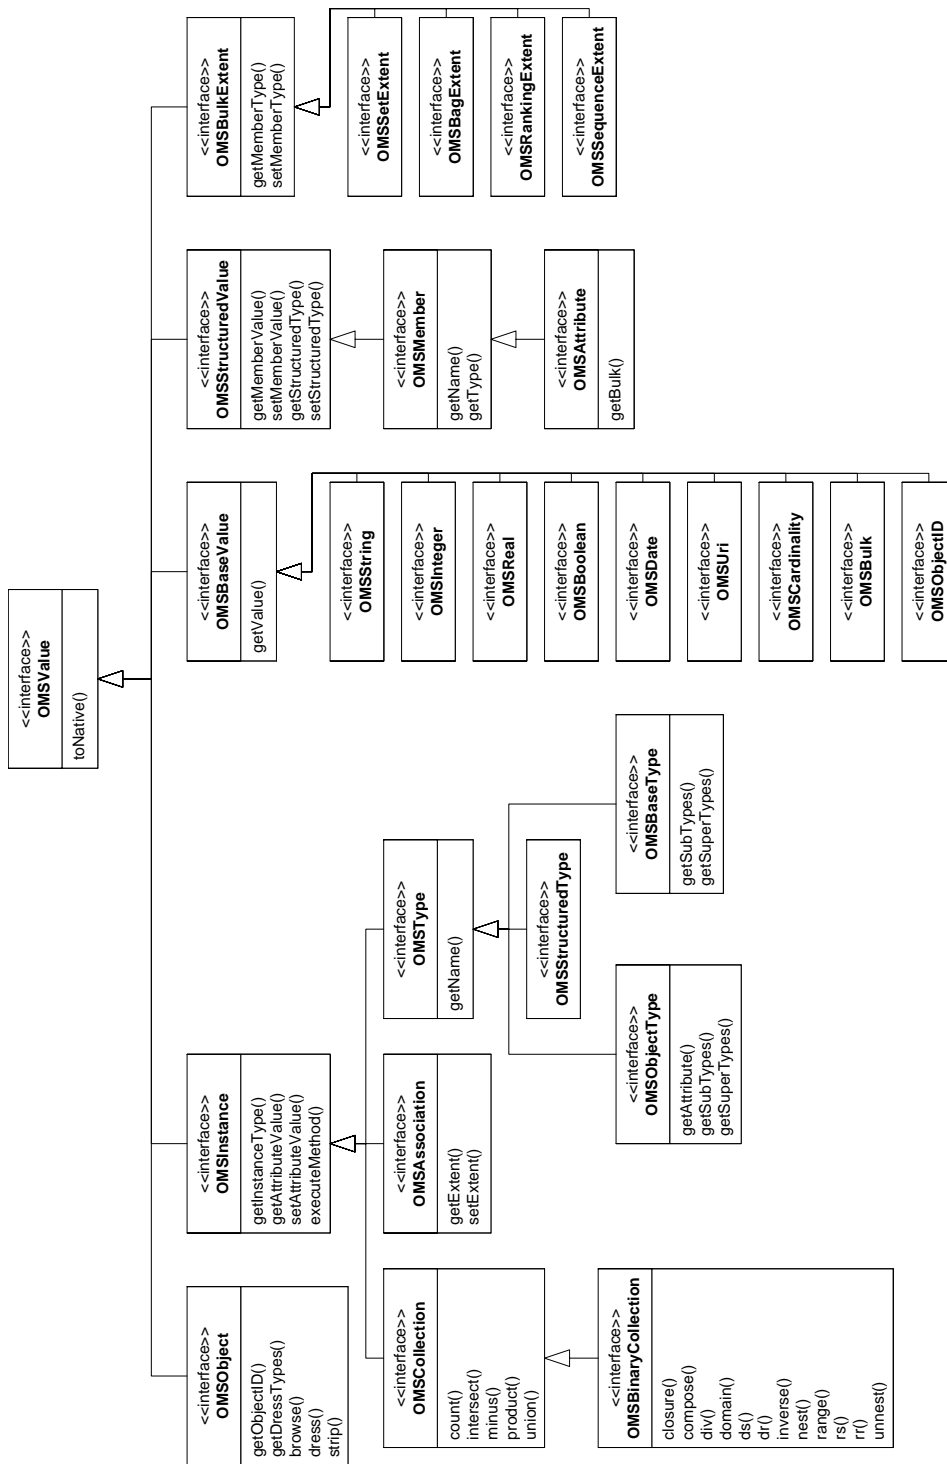 <<interface>>
OMSValue
toNative()
<<interface>>
OMSObject
getObjectID()
getDressTypes()
browse()
dress()
strip()
<<interface>>
OMSInstance
getInstanceType()
getAttributeValue()
setAttributeValue()
executeMethod()
<<interface>>
OMSBaseValue
getValue()
<<interface>>
OMSStructuredValue
getMemberValue()
setMemberValue()
getStructuredType()
setStructuredType()
<<interface>>
OMSBulkExtent
getMemberType()
setMemberType()
<<interface>>
OMSCollection
count()
intersect()
minus()
product()
union()
<<interface>>
OMSAssociation
getExtent()
setExtent()
<<interface>>
OMSType
getName()
<<interface>>
OMSBinaryCollection
closure()
compose()
div()
domain()
ds()
dr()
inverse()
nest()
range()
rs()
rr()
unnest()
<<interface>>
OMSObjectType
getAttribute()
getSubTypes()
getSuperTypes()
<<interface>>
OMSStructuredType
<<interface>>
OMSBaseType
getSubTypes()
getSuperTypes()
<<interface>>
OMSString
<<interface>>
OMSInteger
<<interface>>
OMSReal
<<interface>>
OMSBoolean
<<interface>>
OMSDate
<<interface>>
OMSUri
<<interface>>
OMSCardinality
<<interface>>
OMSBulk
<<interface>>
OMSObjectID
<<interface>>
OMSMember
getName()
getType()
<<interface>>
OMSAttribute
getBulk()
<<interface>>
OMSSetExtent
<<interface>>
OMSBagExtent
<<interface>>
OMSRankingExtent
<<interface>>
OMSSequenceExtent